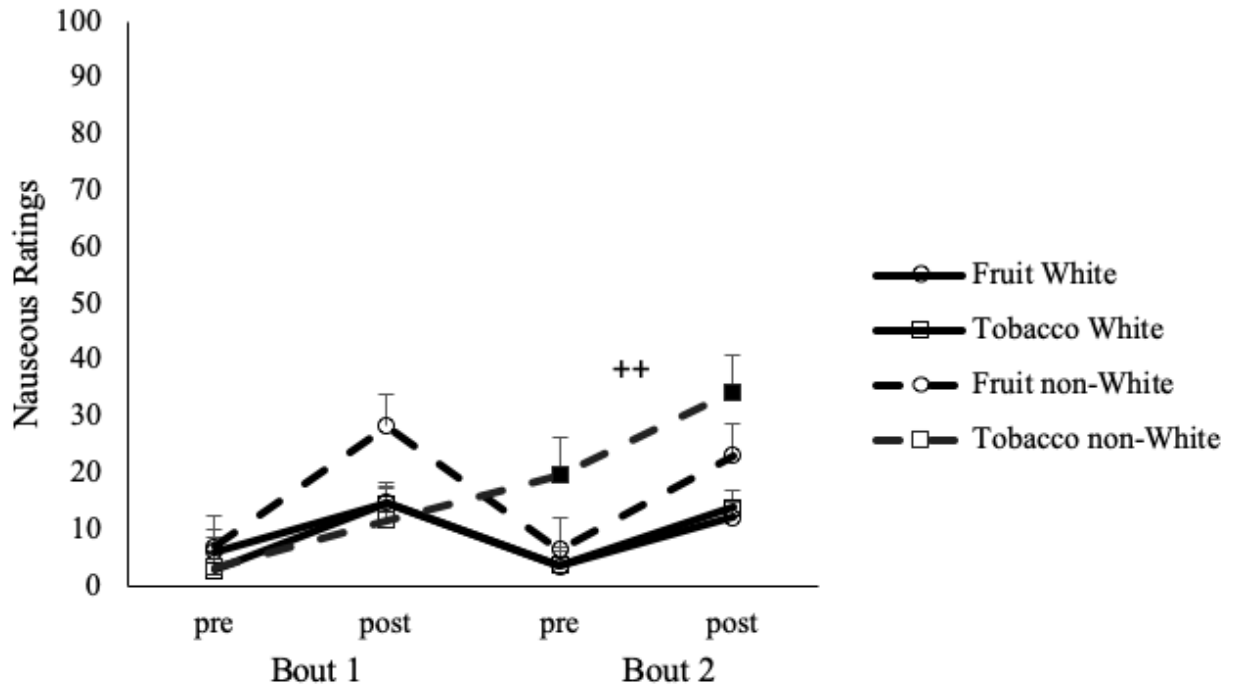 100
90
80
70
60
50
40
30
20
10
0
Nauseous Ratings
++
pre post pre post
Bout 1 Bout 2
Fruit White
Tobacco White
Fruit non-White
Tobacco non-White